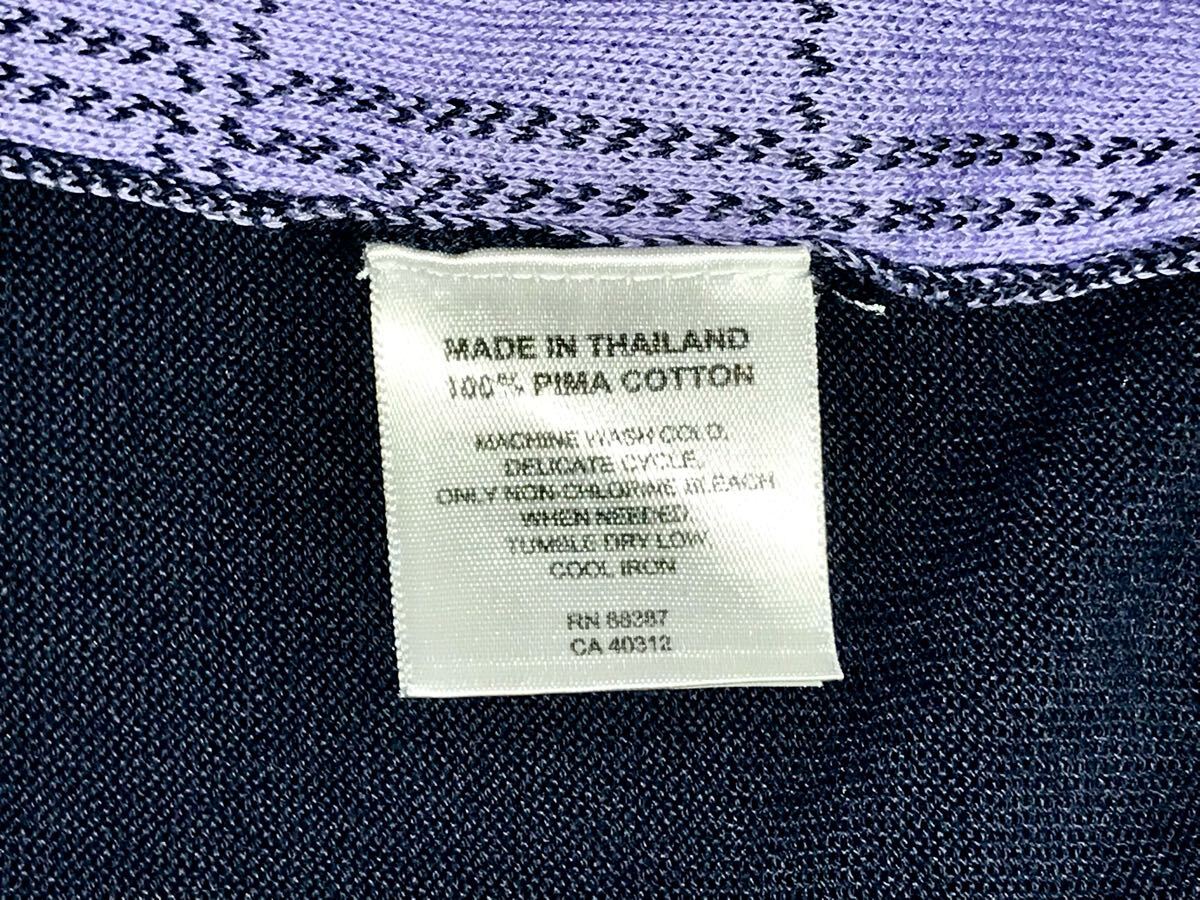 MADE IN THAILAND
100% PIMA COTTON
MACHINE WASH COLD,
DELICATE CYCLE,
ONLY NON-CHLORINE BLEACH
WHEN NEEDED,
TUMBLE DRY LOW,
COOL IRON
RN 88387
CA 40312